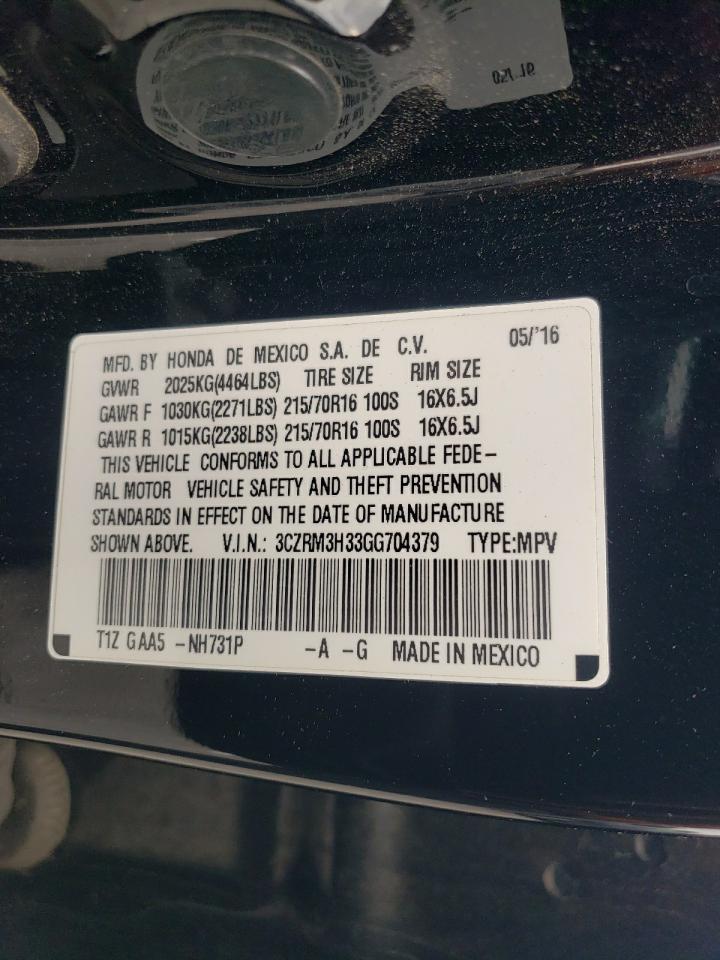 MFD. BY HONDA DE MEXICO S.A. DE C.V. 05/'16
GVWR 2025KG(4464LBS) TIRE SIZE RIM SIZE
GAWR F 1030KG(2271LBS) 215/70R16 100S 16X6.5J
GAWR R 1015KG(2238LBS) 215/70R16 100S 16X6.5J
THIS VEHICLE CONFORMS TO ALL APPLICABLE FEDE-
RAL MOTOR VEHICLE SAFETY AND THEFT PREVENTION
STANDARDS IN EFFECT ON THE DATE OF MANUFACTURE
SHOWN ABOVE. V.I.N.: 3CZRM3H33GG704379 TYPE:MPV
T1Z GAA5 -NH731P -A -G MADE IN MEXICO